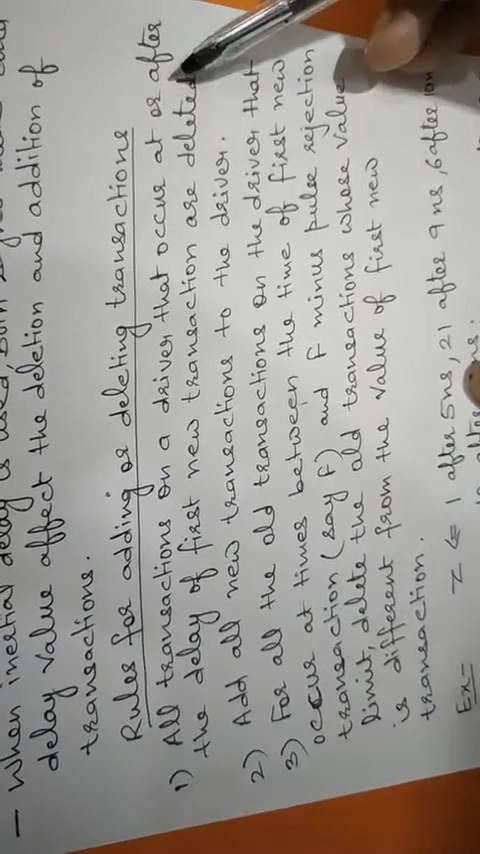 — When inertial delay is used, both
delay value affect the deletion and addition of
transactions.
Rules for adding or deleting transactions
1) All transactions on a driver that occur at or after
the delay of first new transaction are deleted
2) Add all new transactions to the driver.
3) For all the old transactions on the driver that
occur at times between the time of first new
transaction (say F) and F minus pulse rejection
limit, delete the old transactions whose value
is different from the value of first new
transaction.
Ex- Z <= 1 after 5ns, 21 after 9ns, 6 after 10n